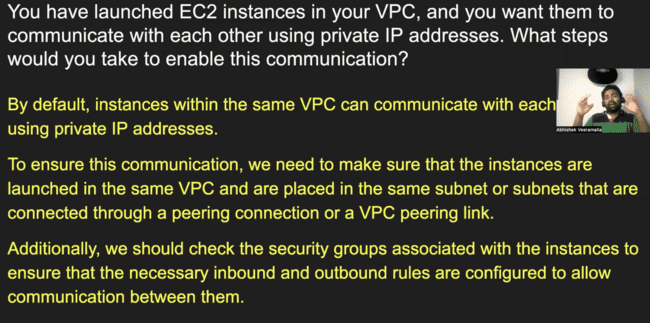 You have launched EC2 instances in your VPC, and you want them to
communicate with each other using private IP addresses. What steps
would you take to enable this communication?
By default, instances within the same VPC can communicate with each
using private IP addresses.
Abhishek Veeramalla
To ensure this communication, we need to make sure that the instances are
launched in the same VPC and are placed in the same subnet or subnets that are
connected through a peering connection or a VPC peering link.
Additionally, we should check the security groups associated with the instances to
ensure that the necessary inbound and outbound rules are configured to allow
communication between them.